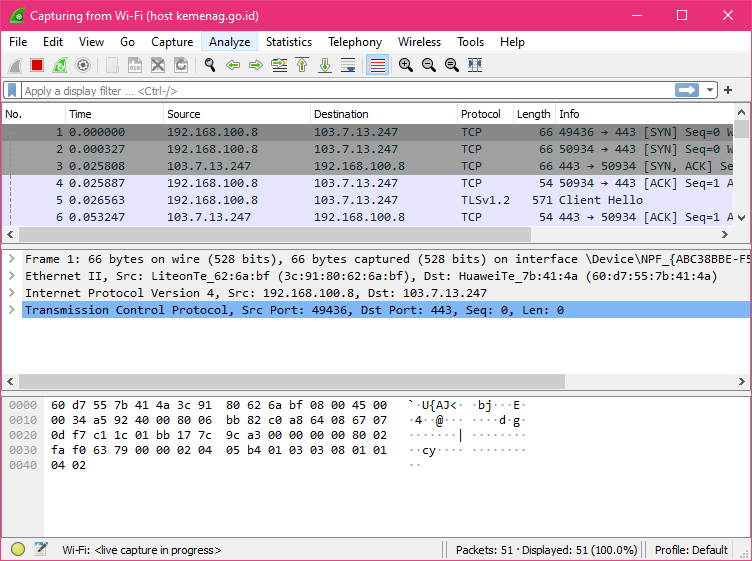 Capturing from Wi-Fi (host kemenag.go.id)
File Edit View Go Capture Analyze Statistics Telephony Wireless Tools Help
Apply a display filter ... <Ctrl-/>
No. Time Source Destination Protocol Length Info
1 0.000000 192.168.100.8 103.7.13.247 TCP 66 49436 → 443 [SYN] Seq=0 W
2 0.000327 192.168.100.8 103.7.13.247 TCP 66 50934 → 443 [SYN] Seq=0 W
3 0.025808 103.7.13.247 192.168.100.8 TCP 66 443 → 50934 [SYN, ACK] Se
4 0.025887 192.168.100.8 103.7.13.247 TCP 54 50934 → 443 [ACK] Seq=1 A
5 0.026563 192.168.100.8 103.7.13.247 TLSv1.2 571 Client Hello
6 0.053247 103.7.13.247 192.168.100.8 TCP 54 443 → 50934 [ACK] Seq=1 A
Frame 1: 66 bytes on wire (528 bits), 66 bytes captured (528 bits) on interface \Device\NPF_{ABC38BBE-F5
Ethernet II, Src: LiteonTe_62:6a:bf (3c:91:80:62:6a:bf), Dst: HuaweiTe_7b:41:4a (60:d7:55:7b:41:4a)
Internet Protocol Version 4, Src: 192.168.100.8, Dst: 103.7.13.247
Transmission Control Protocol, Src Port: 49436, Dst Port: 443, Seq: 0, Len: 0
0000 60 d7 55 7b 41 4a 3c 91 80 62 6a bf 08 00 45 00 `·U{AJ<· ·bj···E·
0010 00 34 a5 92 40 00 80 06 bb 82 c0 a8 64 08 67 07 ·4··@··· ····d·g·
0020 0d f7 c1 1c 01 bb 17 7c 9c a3 00 00 00 00 80 02 ·······| ········
0030 fa f0 63 79 00 00 02 04 05 b4 01 03 03 08 01 01 ··cy···· ········
0040 04 02 ··
Wi-Fi: <live capture in progress> Packets: 51 · Displayed: 51 (100.0%) Profile: Default